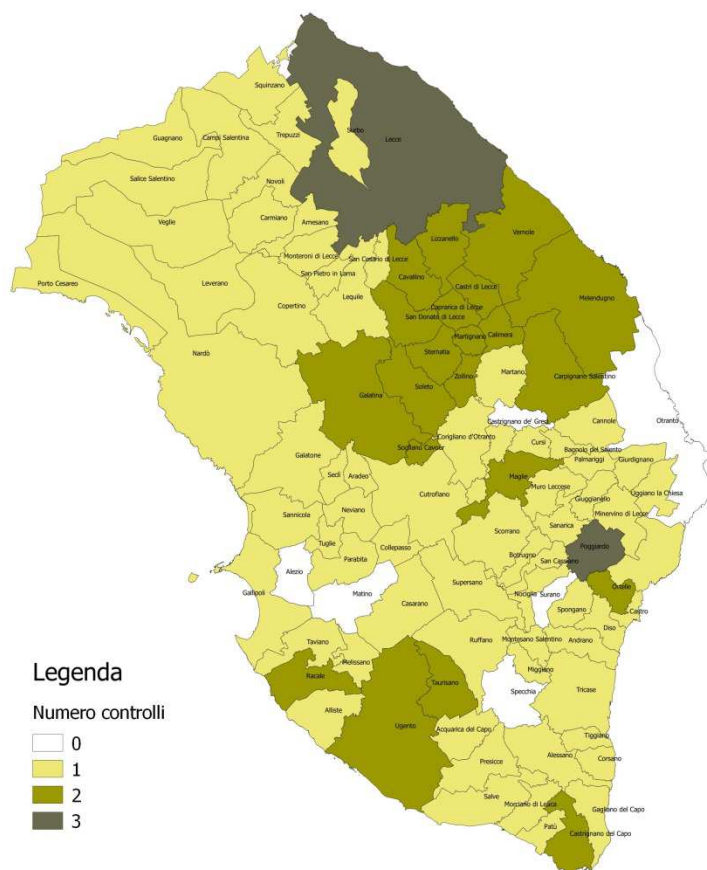 Squinzano
Trepuzzi
Surbo
Lecce
Guagnano
Campi Salentina
Salice Salentino
Novoli
Veglie
Carmiano
Arnesano
Lizzanello
Vernole
Monteroni di Lecce
San Cesario di Lecce
San Pietro in Lama
Cavallino
Castri di Lecce
Porto Cesareo
Leverano
Copertino
Lequile
Caprarica di Lecce
Melendugno
San Donato di Lecce
Martignano
Calimera
Nardò
Sternatia
Galatina
Soleto
Zollino
Martano
Carpignano Salentino
Castrignano de' Greci
Cannole
Otranto
Corigliano d'Otranto
Sogliano Cavour
Cursi
Bagnolo del Salento
Galatone
Palmariggi
Giurdignano
Seclì
Aradeo
Maglie
Muro Leccese
Uggiano la Chiesa
Cutrofiano
Giuggianello
Sannicola
Neviano
Minervino di Lecce
Scorrano
Sanarica
Tuglie
Collepasso
Poggiardo
Parabita
Botrugno
San Cassiano
Alezio
Supersano
Ortelle
Gallipoli
Matino
Nociglia
Surano
Casarano
Spongano
Castro
Diso
Taviano
Ruffano
Montesano Salentino
Andrano
Melissano
Miggiano
Racale
Taurisano
Specchia
Tricase
Alliste
Ugento
Acquarica del Capo
Tiggiano
Presicce
Alessano
Corsano
Salve
Morciano di Leuca
Gagliano del Capo
Patù
Castrignano del Capo
Legenda
Numero controlli
0
1
2
3